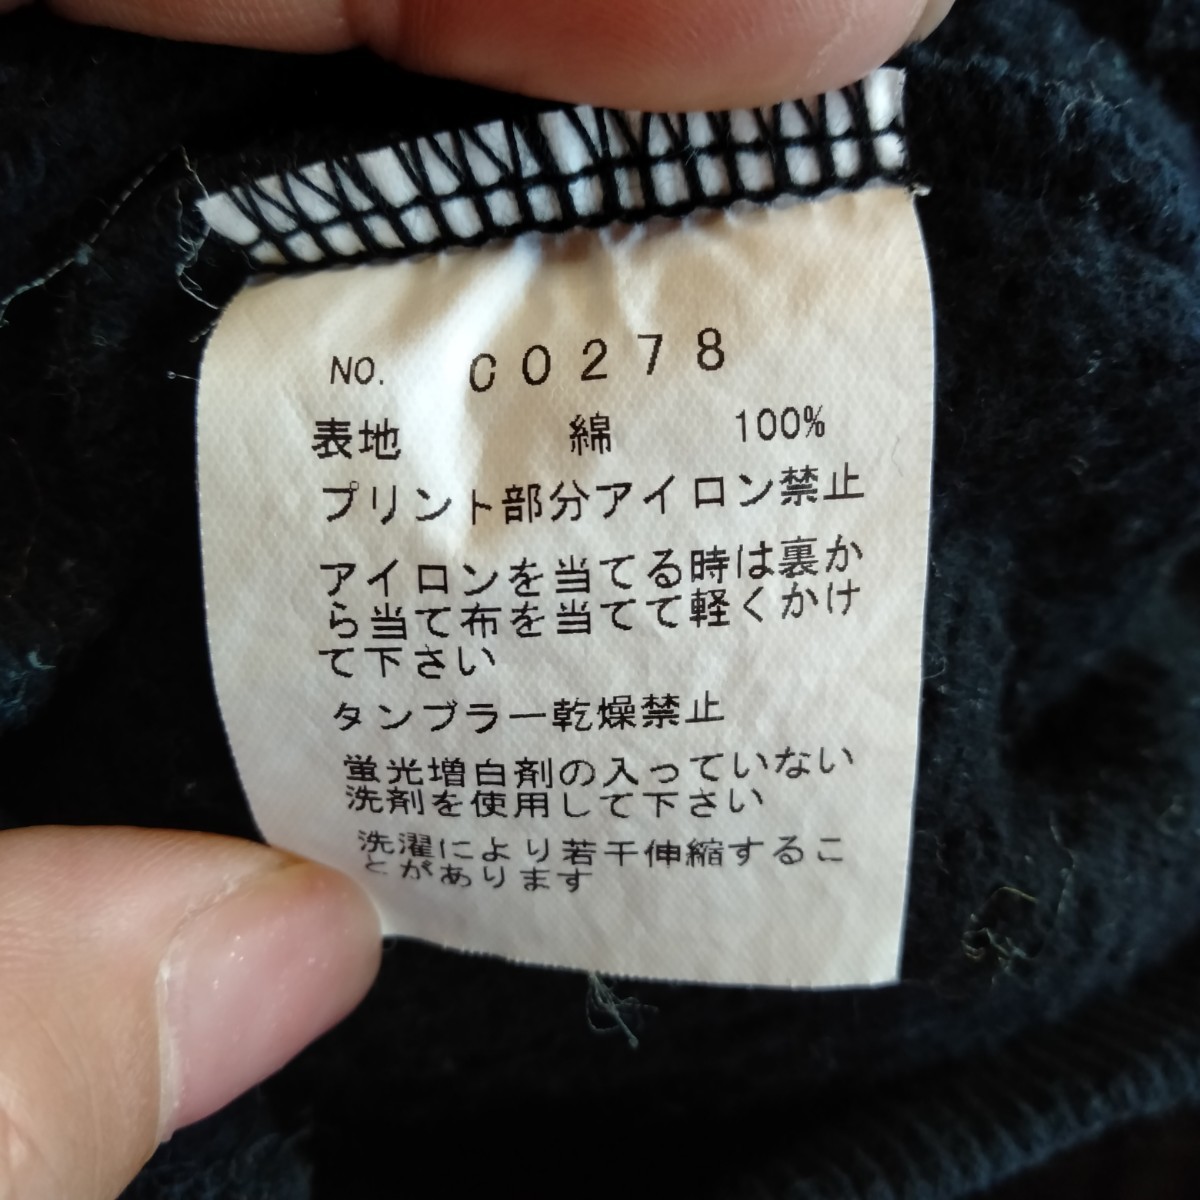 NO. C0278
表地 綿 100%
プリント部分アイロン禁止
アイロンを当てる時は裏か
ら当て布を当てて軽くかけ
て下さい
タンブラー乾燥禁止
蛍光増白剤の入っていない
洗剤を使用して下さい
洗濯により若干伸縮するこ
とがあります